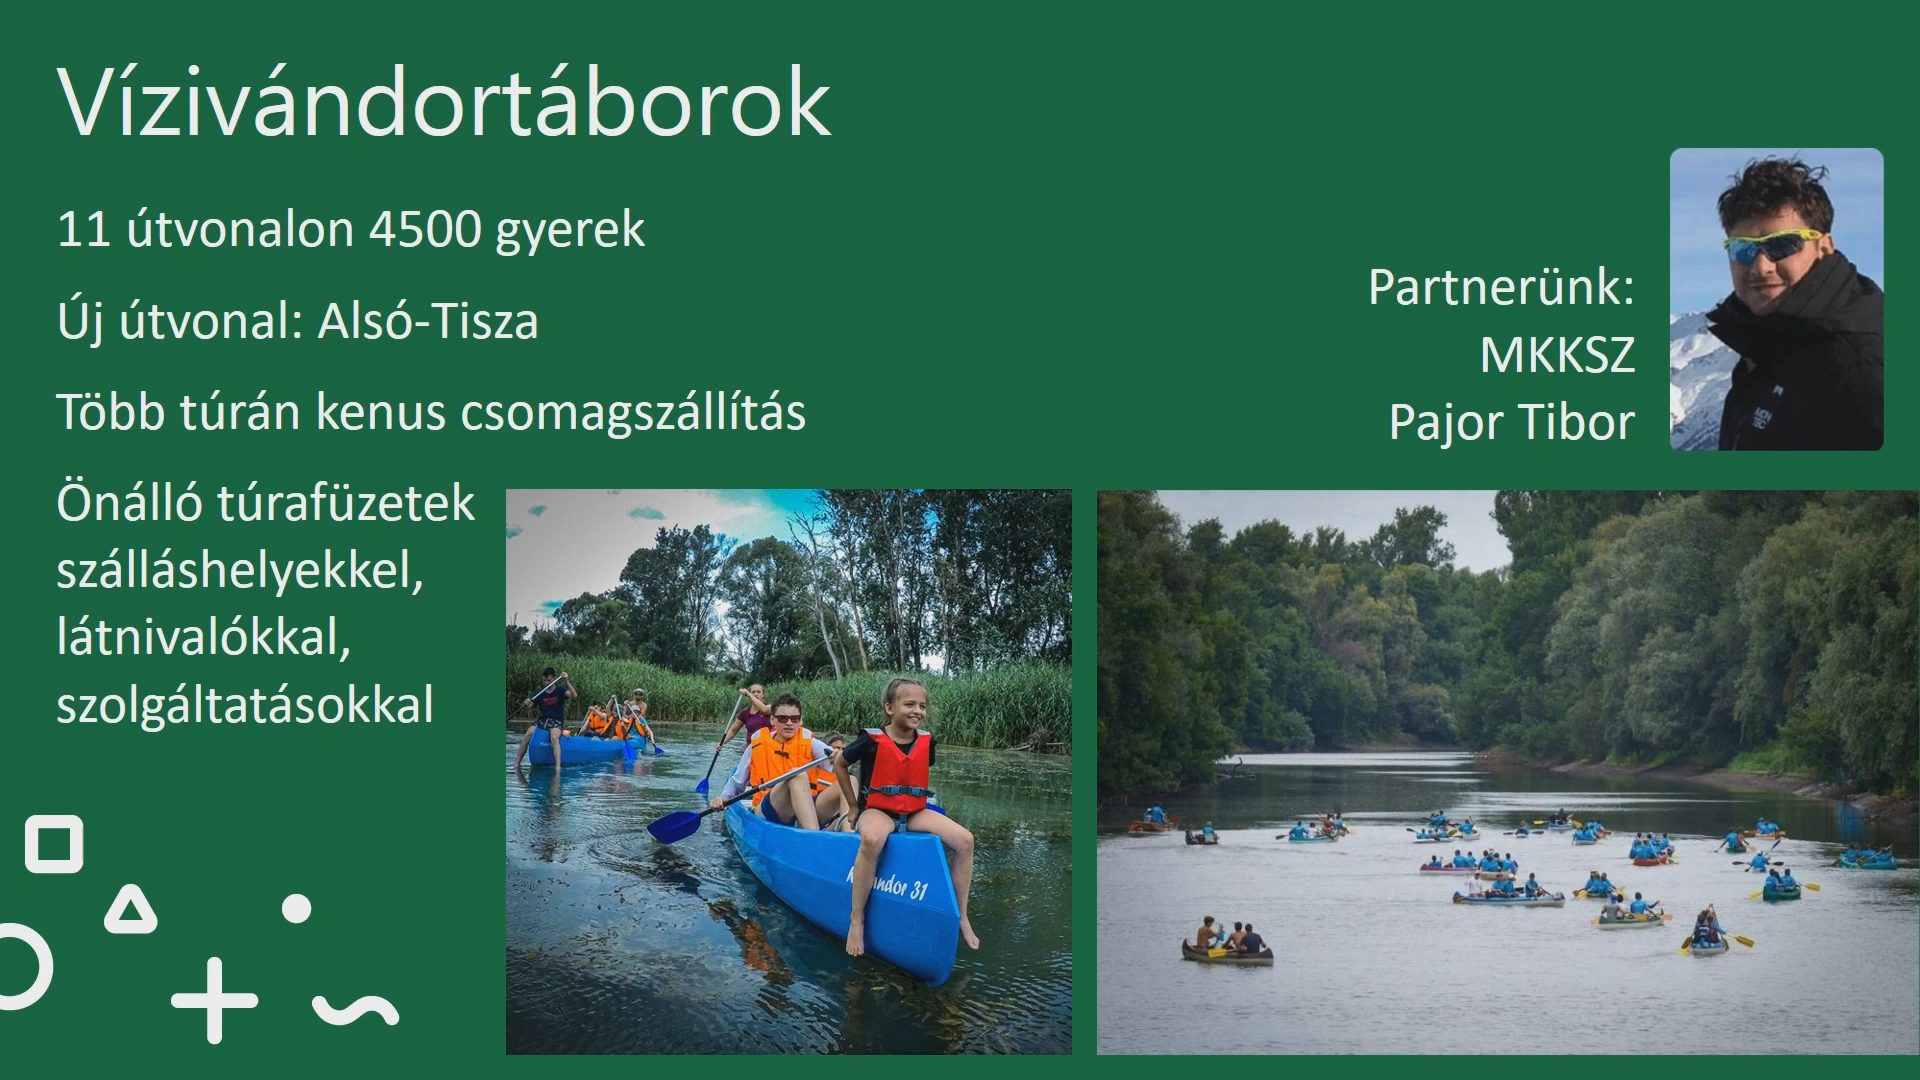 Vízivándortáborok
11 útvonalon 4500 gyerek
Új útvonal: Alsó-Tisza
Több túrán kenus csomagszállítás
Önálló túrafüzetek
szálláshelyekkel,
látnivalókkal,
szolgáltatásokkal
Partnerünk:
MKKSZ
Pajor Tibor
31